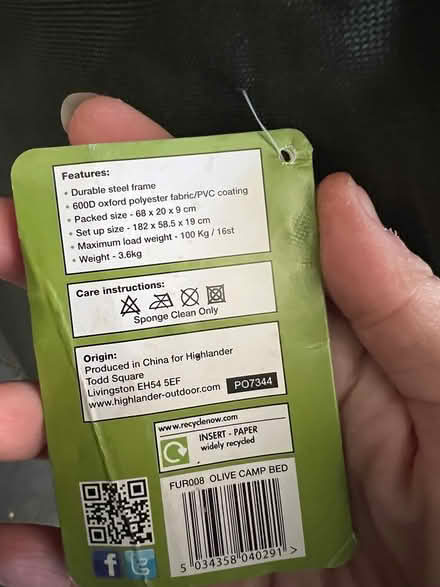 Features:
• Durable steel frame
• 600D oxford polyester fabric/PVC coating
• Packed size - 68 x 20 x 9 cm
• Set up size - 182 x 58.5 x 19 cm
• Maximum load weight - 100 Kg / 16st
• Weight - 3.6kg
Care instructions:
Sponge Clean Only
Origin:
Produced in China for Highlander
Todd Square
Livingston EH54 5EF
www.highlander-outdoor.com PO7344
www.recyclenow.com
INSERT - PAPER
widely recycled
FUR008 OLIVE CAMP BED
5 034358 040291 >